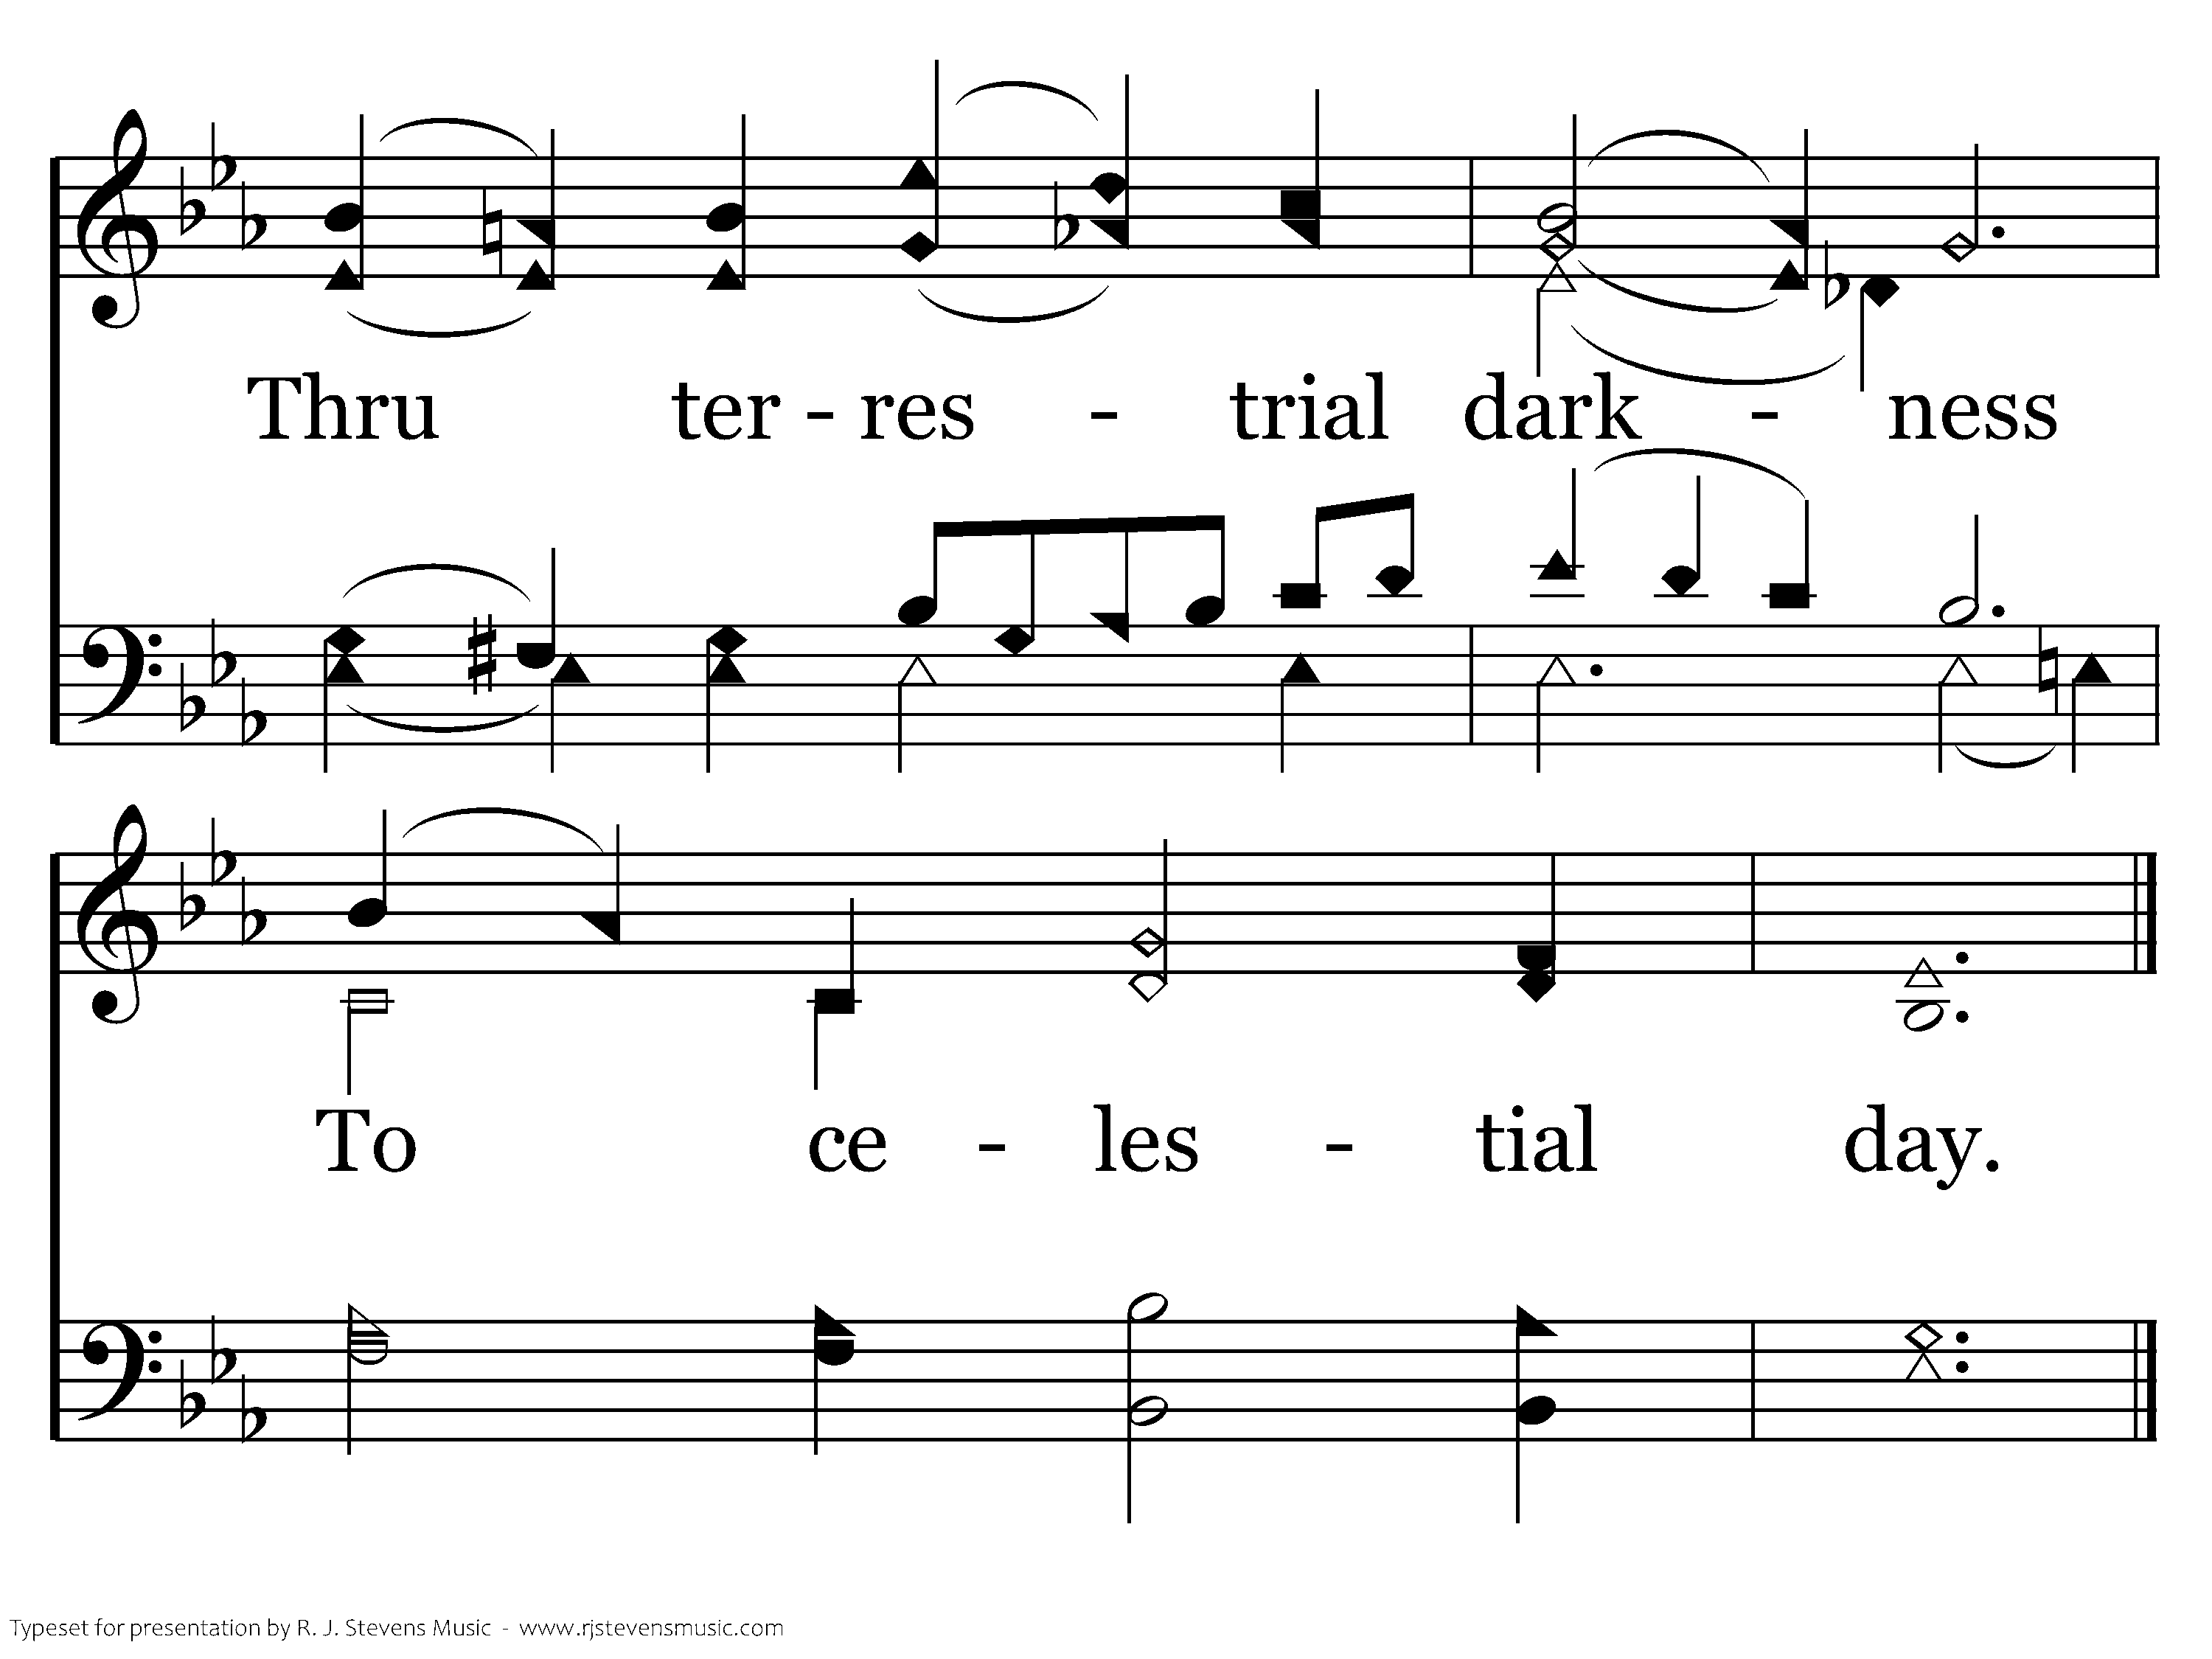 Thru ter - res - trial dark - ness
To ce - les - tial day.
Typeset for presentation by R. J. Stevens Music - www.rjstevensmusic.com